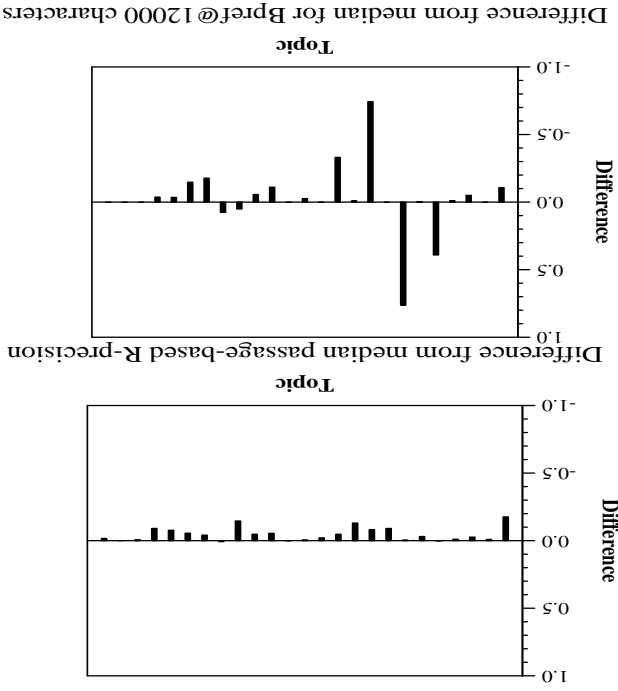 1.0
0.5
Difference
0.0
-0.5
-1.0
Topic
Difference from median passage-based R-precision
1.0
0.5
Difference
0.0
-0.5
-1.0
Topic
Difference from median for Bpref@12000 characters